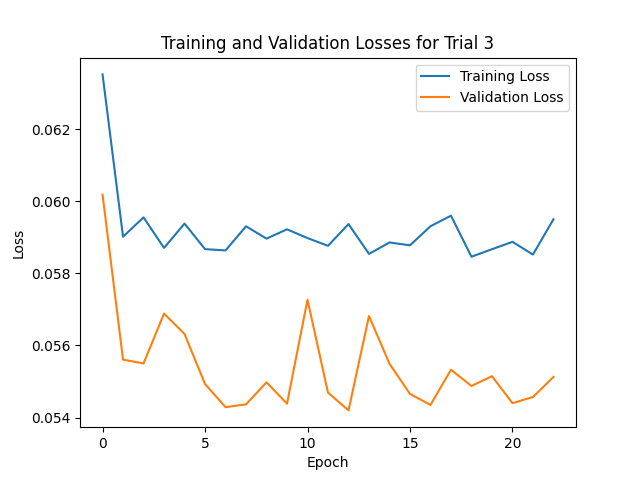 Training and Validation Losses for Trial 3
Training Loss
Validation Loss
0.062
0.060
0.058
0.056
0.054
Loss
0
5
10
15
20
Epoch